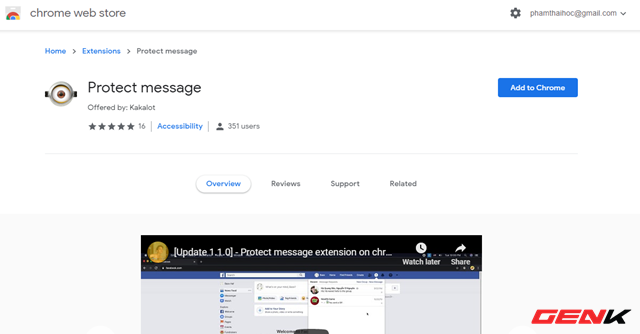 chrome web store
phamthaihoc@gmail.com
Home > Extensions > Protect message
Protect message
Add to Chrome
Offered by: Kakalot
16 | Accessibility | 351 users
Overview
Reviews
Support
Related
[Update 1.1.0] - Protect message extension on chr...
Watch later
Share
Welcome
GENK